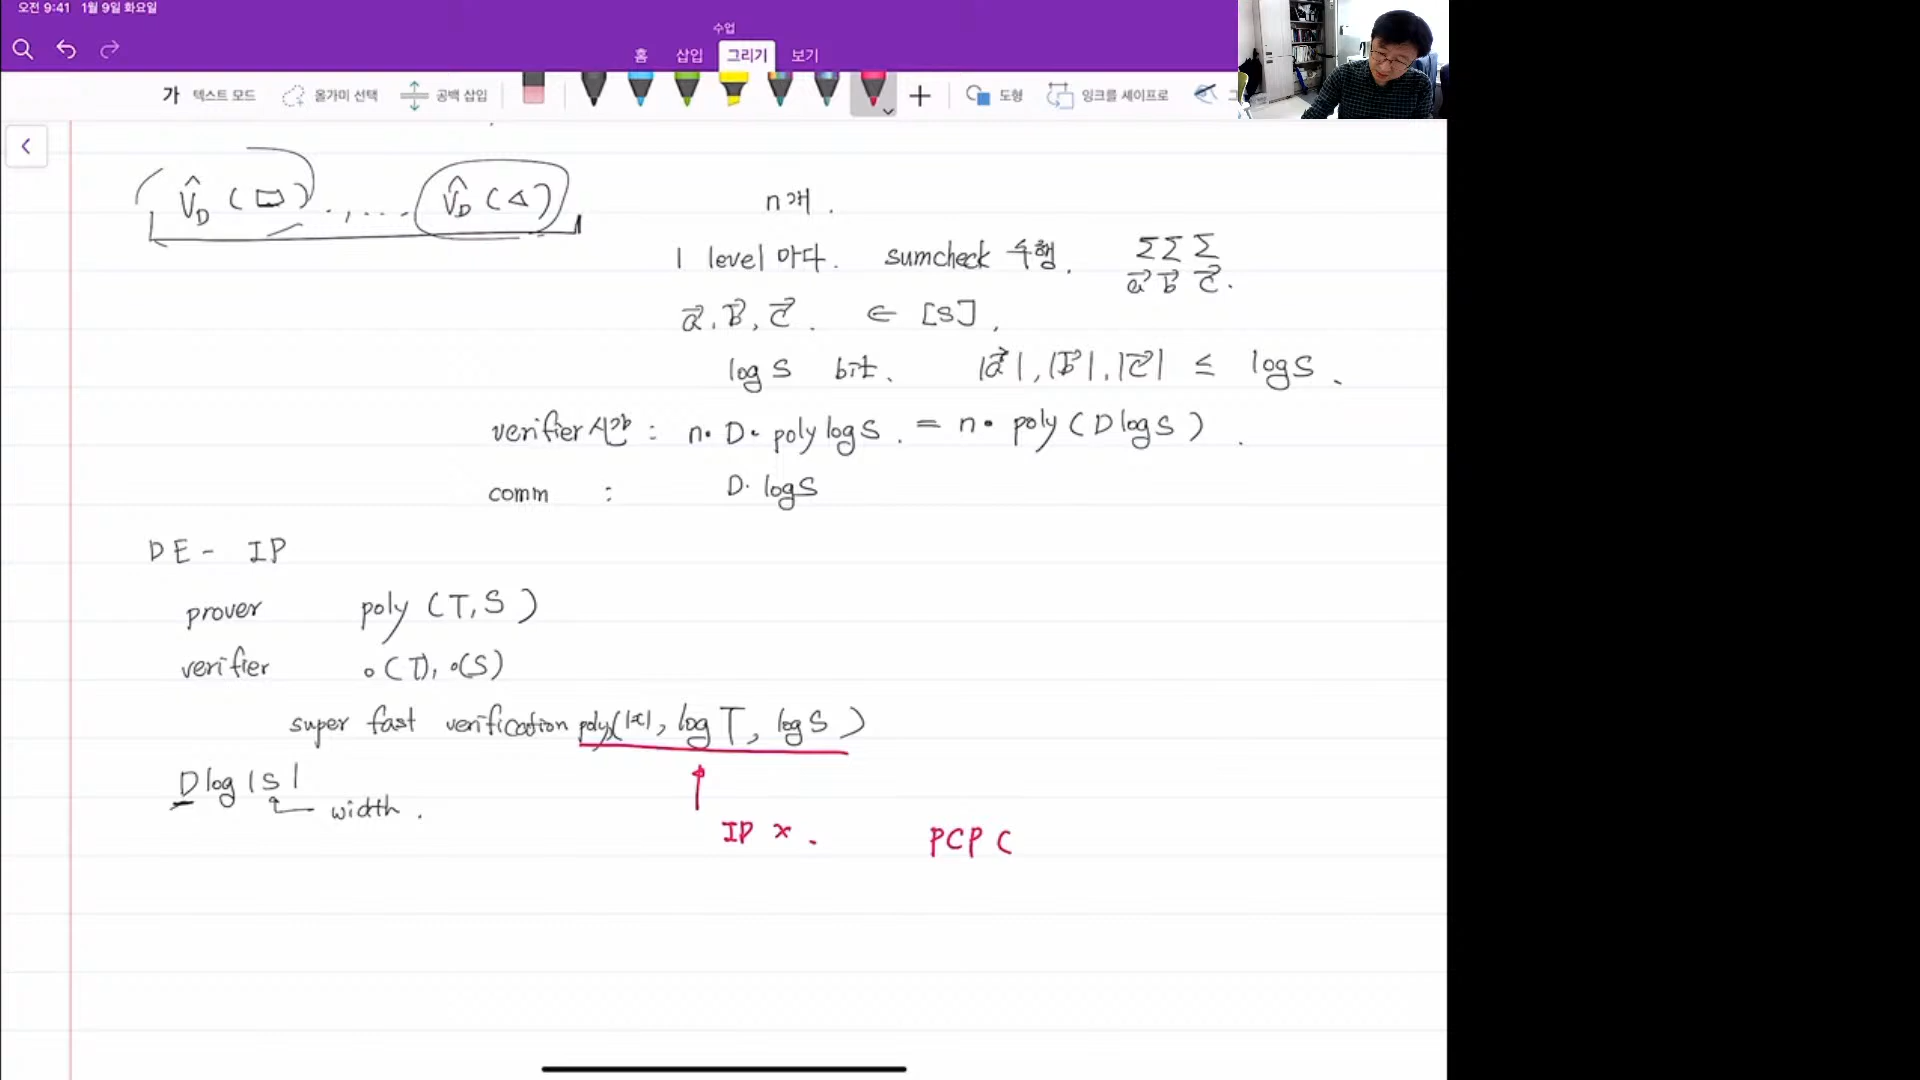 오전 9:41 1월 9일 화요일
수업
홈 삽입 그리기 보기
가 텍스트 모드 올가미 선택 공백 삽입 도형 잉크를 셰이프로
V̂_D (▭) , .... V̂_D (◁)
n개 .
1 level 마다. sumcheck 수행. Σ Σ Σ
a⃗ b⃗ c⃗ .
a⃗, b⃗, c⃗ . ∈ [S] ,
log S bit. |a⃗|, |b⃗|, |c⃗| ≤ log S .
verifier 시간 : n· D· poly log S . = n· poly (D log S) .
comm : D· log S
DE - IP
prover poly (T, S)
verifier o(T), o(S)
super fast verification poly(|x|, log T, log S)
D log |S|
width .
IP × . PCP (